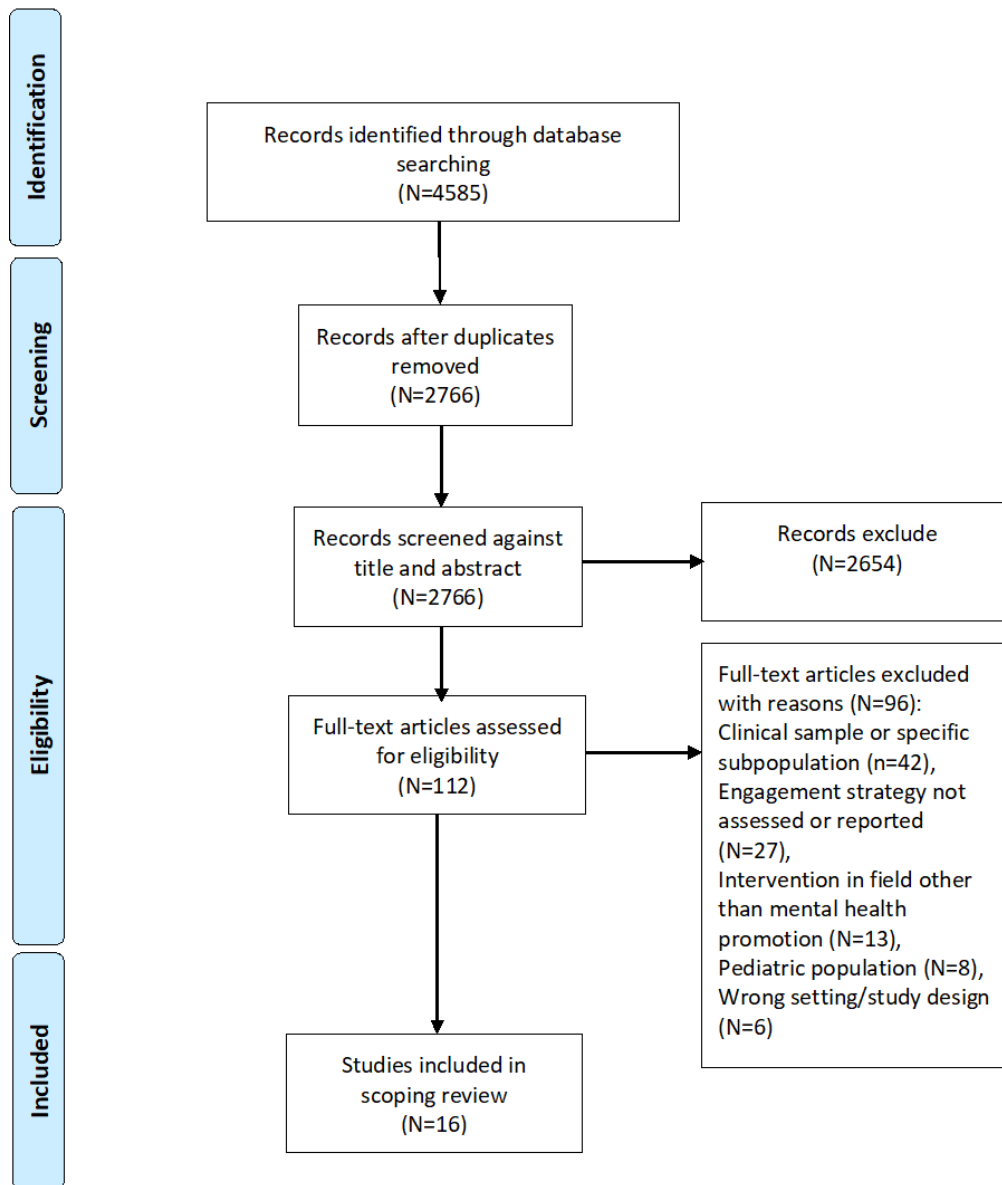 Identification
Records identified through database
searching
(N=4585)
Screening
Records after duplicates
removed
(N=2766)
Eligibility
Records screened against
title and abstract
(N=2766)
Records exclude
(N=2654)
Full-text articles assessed
for eligibility
(N=112)
Full-text articles excluded
with reasons (N=96):
Clinical sample or specific
subpopulation (n=42),
Engagement strategy not
assessed or reported
(N=27),
Intervention in field other
than mental health
promotion (N=13),
Pediatric population (N=8),
Wrong setting/study design
(N=6)
Included
Studies included in
scoping review
(N=16)